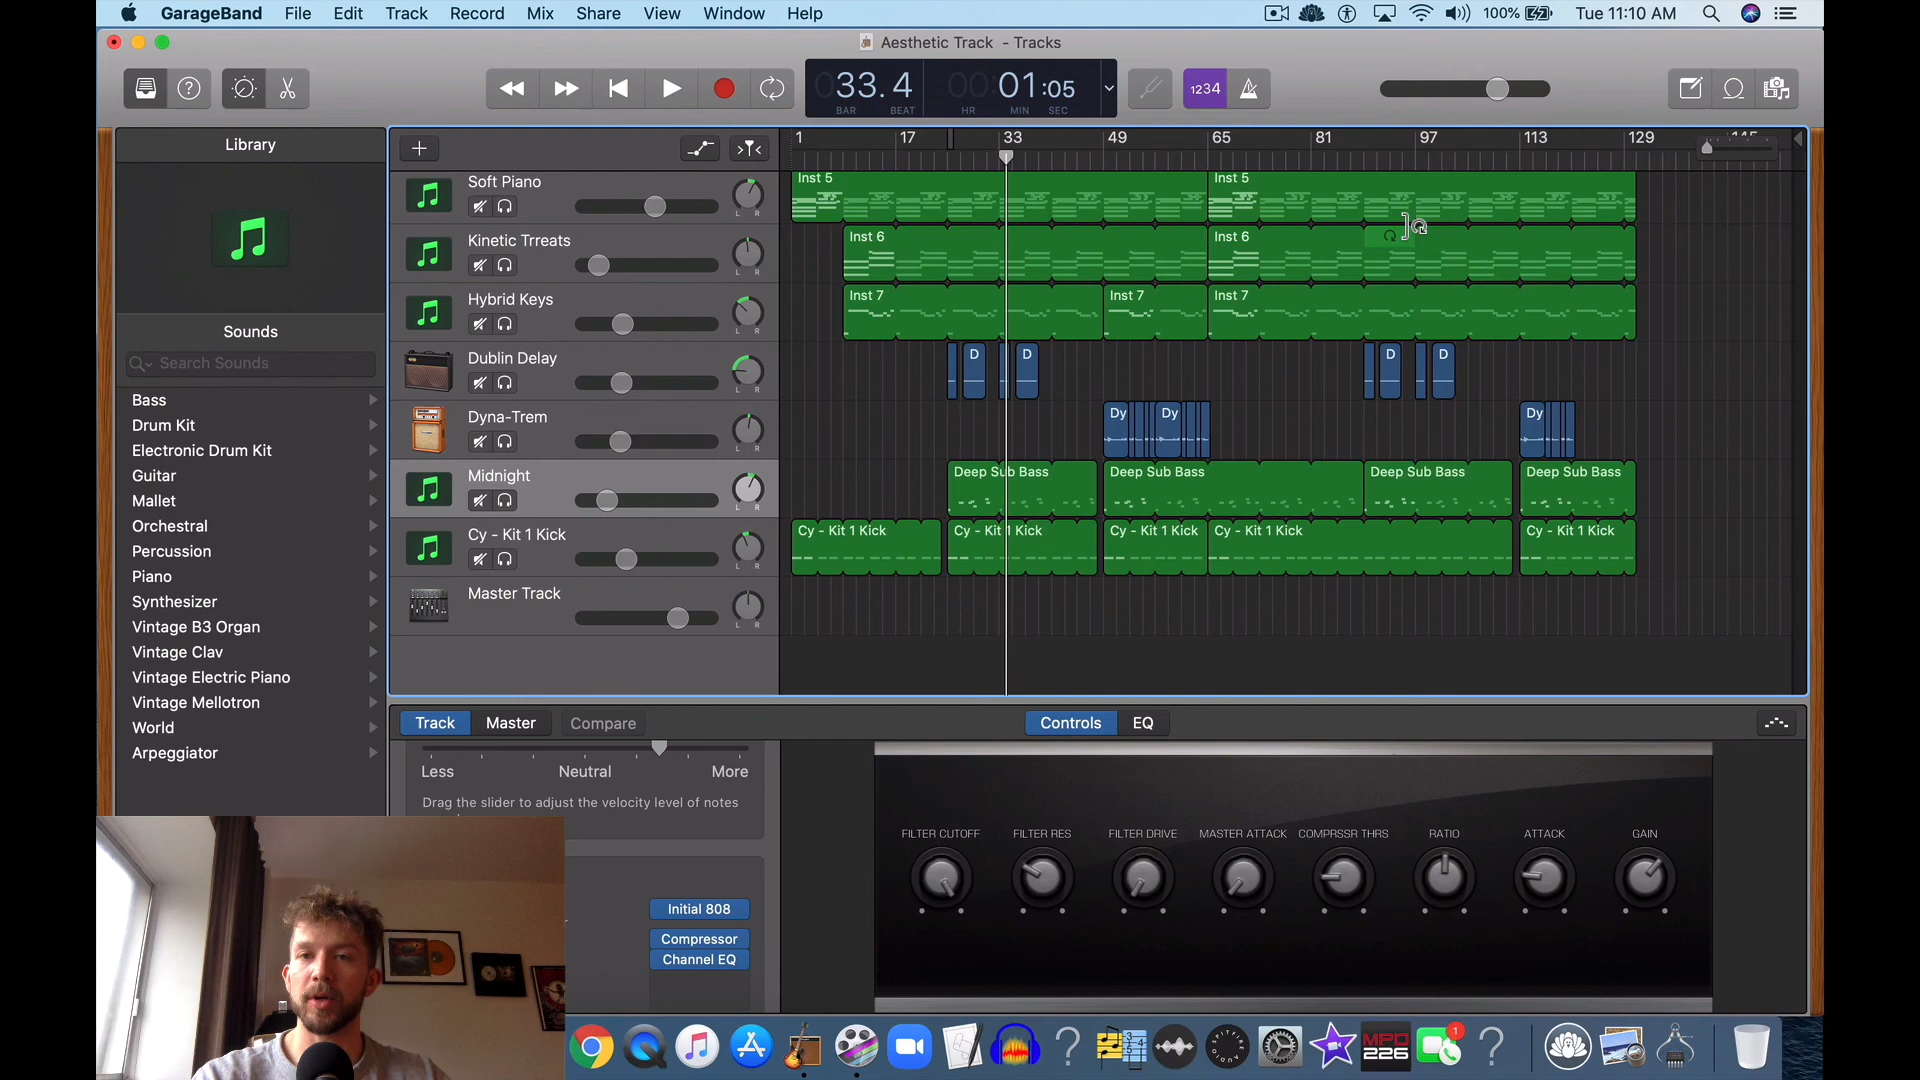 GarageBand File Edit Track Record Mix Share View Window Help
100% Tue 11:10 AM
Aesthetic Track - Tracks
33.4 01:05
1234
BAR BEAT HR MIN SEC
Library
1 17 33 49 65 81 97 113 129 145
Soft Piano
Inst 5 Inst 5
L R
Kinetic Trreats
Inst 6 Inst 6
L R
Hybrid Keys
Inst 7 Inst 7 Inst 7
L R
Sounds
Search Sounds
Dublin Delay
D D D D
L R
Bass
Drum Kit
Electronic Drum Kit
Guitar
Mallet
Orchestral
Percussion
Piano
Synthesizer
Vintage B3 Organ
Vintage Clav
Vintage Electric Piano
Vintage Mellotron
World
Arpeggiator
Dyna-Trem
Dy Dy Dy
L R
Midnight
Deep Sub Bass Deep Sub Bass Deep Sub Bass Deep Sub Bass
L R
Cy - Kit 1 Kick
Cy - Kit 1 Kick Cy - Kit 1 Kick Cy - Kit 1 Kick Cy - Kit 1 Kick Cy - Kit 1 Kick
L R
Master Track
L R
Track Master Compare Controls EQ
Less Neutral More
Drag the slider to adjust the velocity level of notes
FILTER CUTOFF FILTER RES FILTER DRIVE MASTER ATTACK COMPRSSR THRS RATIO ATTACK GAIN
Initial 808
Compressor
Channel EQ
SPITFIRE AUDIO
MPD
226
1